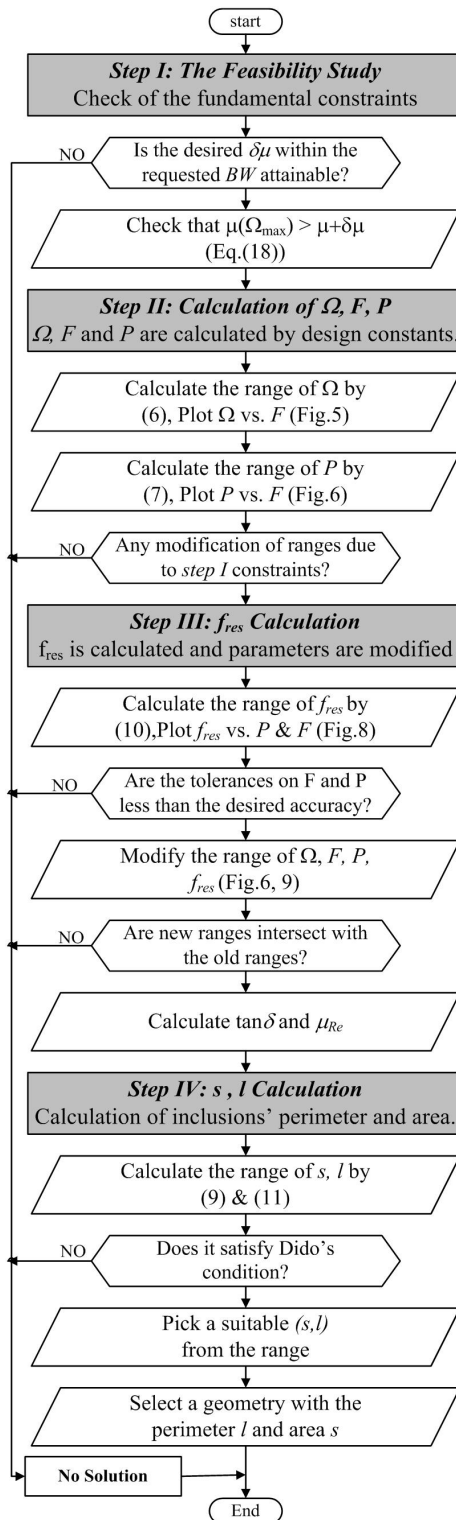 start
Step I: The Feasibility Study
Check of the fundamental constraints
NO
Is the desired δμ within the
requested BW attainable?
Check that μ(Ωmax) > μ+δμ
(Eq.(18))
Step II: Calculation of Ω, F, P
Ω, F and P are calculated by design constants.
Calculate the range of Ω by
(6), Plot Ω vs. F (Fig.5)
Calculate the range of P by
(7), Plot P vs. F (Fig.6)
NO
Any modification of ranges due
to step I constraints?
Step III: fres Calculation
fres is calculated and parameters are modified
Calculate the range of fres by
(10),Plot fres vs. P & F (Fig.8)
NO
Are the tolerances on F and P
less than the desired accuracy?
Modify the range of Ω, F, P,
fres (Fig.6, 9)
NO
Are new ranges intersect with
the old ranges?
Calculate tanδ and μRe
Step IV: s , l Calculation
Calculation of inclusions' perimeter and area.
Calculate the range of s, l by
(9) & (11)
NO
Does it satisfy Dido's
condition?
Pick a suitable (s,l)
from the range
Select a geometry with the
perimeter l and area s
No Solution
End